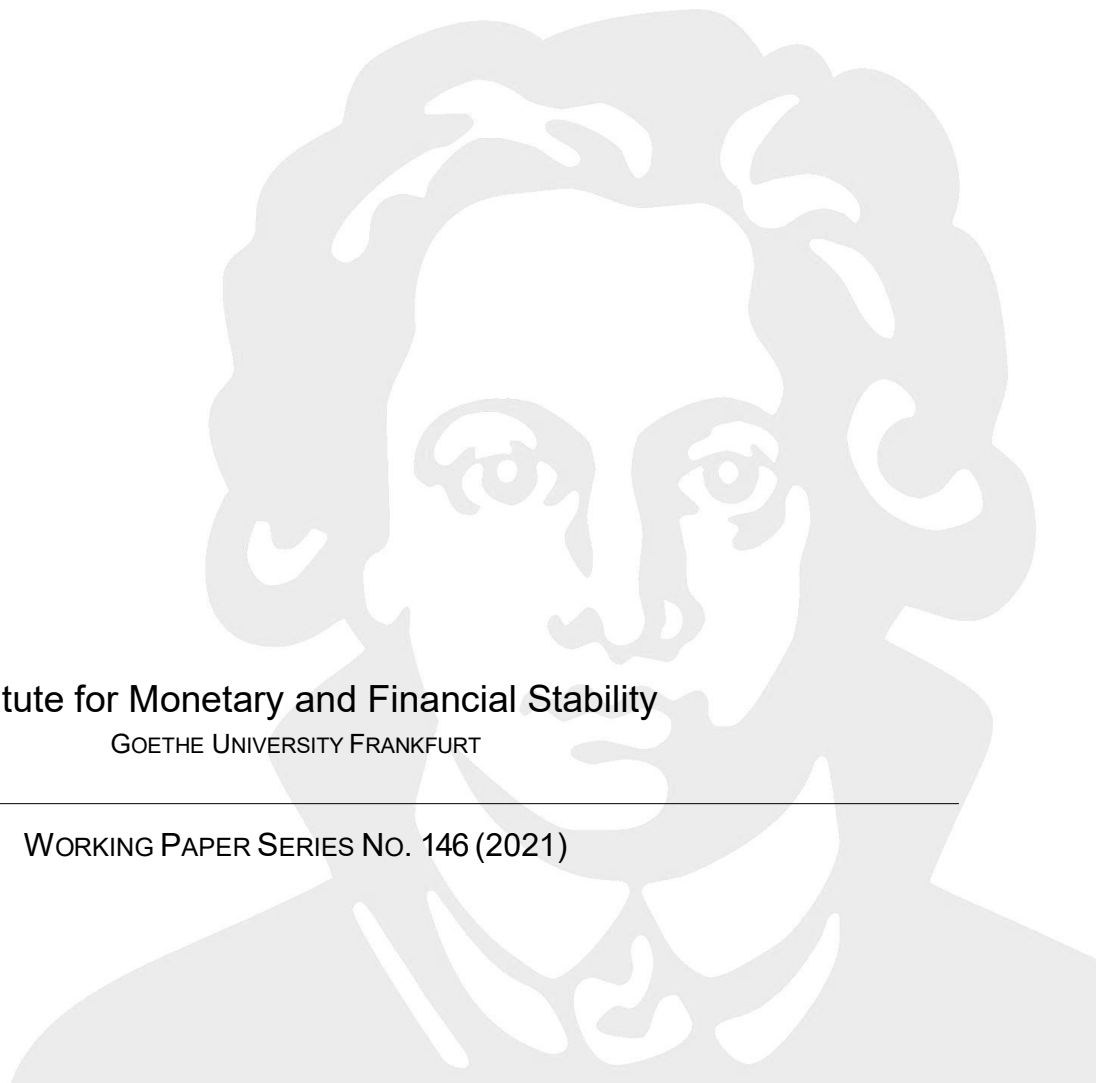 tute for Monetary and Financial Stability
GOETHE UNIVERSITY FRANKFURT
WORKING PAPER SERIES NO. 146 (2021)